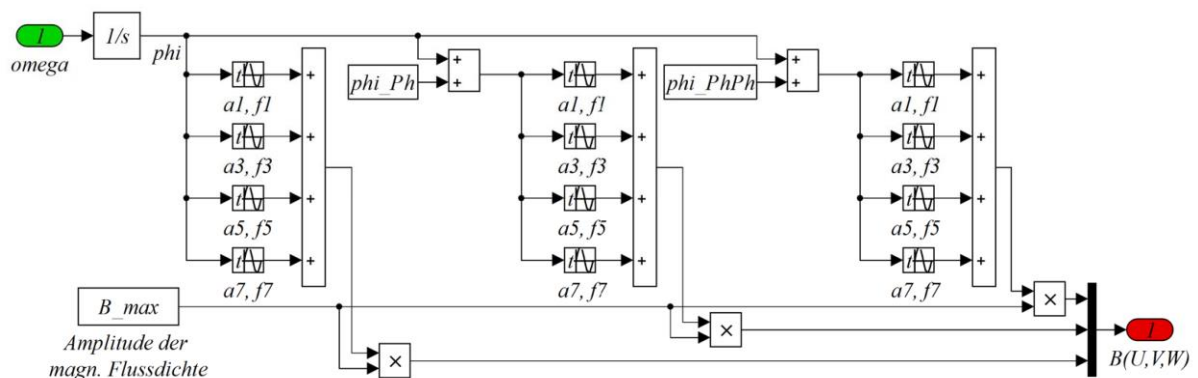 1
omega
1/s
phi
t
a1, f1
t
a3, f3
t
a5, f5
t
a7, f7
+
+
+
+
phi_Ph
+
+
t
a1, f1
t
a3, f3
t
a5, f5
t
a7, f7
+
+
+
+
phi_PhPh
+
+
t
a1, f1
t
a3, f3
t
a5, f5
t
a7, f7
+
+
+
+
B_max
Amplitude der
magn. Flussdichte
×
×
×
1
B(U,V,W)